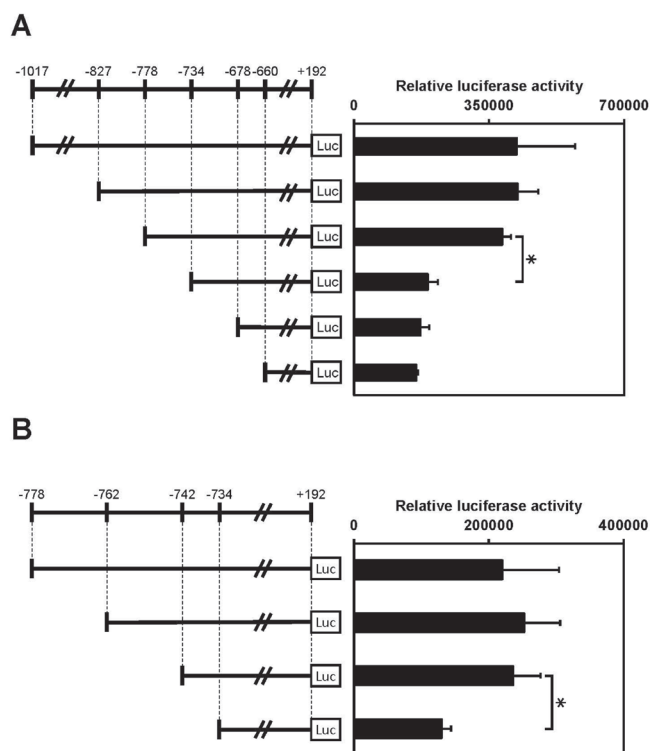 A
-1017 -827 -778 -734 -678 -660 +192
Relative luciferase activity
0 350000 700000
Luc
Luc
Luc
*
Luc
Luc
Luc
B
-778 -762 -742 -734 +192
Relative luciferase activity
0 200000 400000
Luc
Luc
Luc
*
Luc